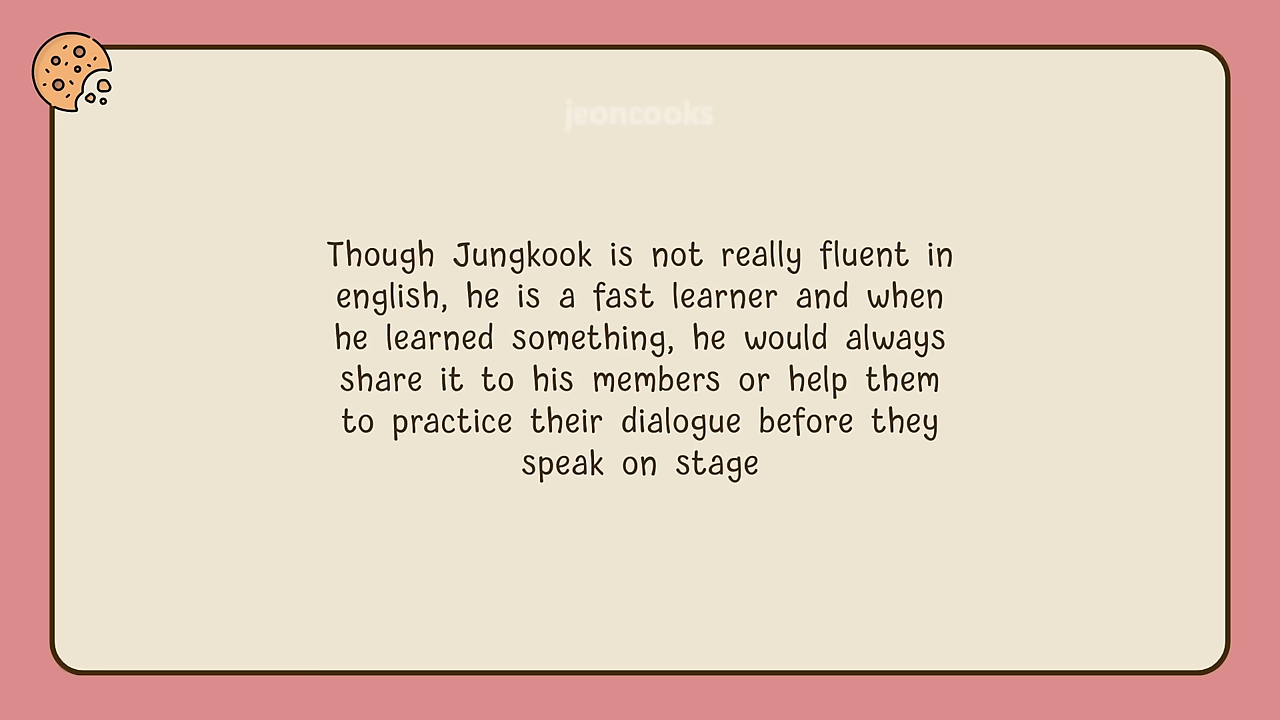 jeoncooks
Though Jungkook is not really fluent in
english, he is a fast learner and when
he learned something, he would always
share it to his members or help them
to practice their dialogue before they
speak on stage